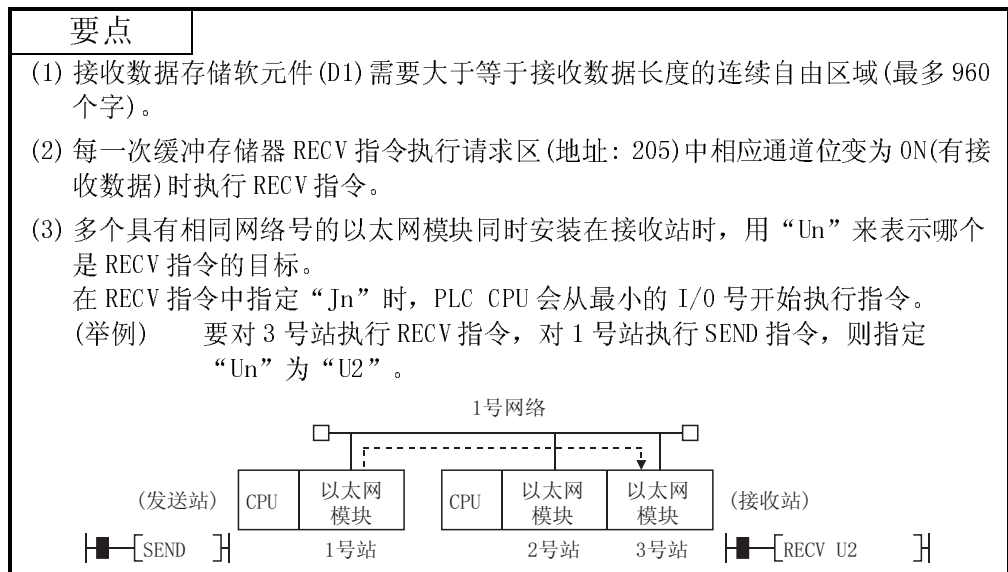 要点
(1) 接收数据存储软元件(D1)需要大于等于接收数据长度的连续自由区域(最多 960
个字)。
(2) 每一次缓冲存储器 RECV 指令执行请求区(地址: 205)中相应通道位变为 ON(有接
收数据)时执行 RECV 指令。
(3) 多个具有相同网络号的以太网模块同时安装在接收站时，用“Un”来表示哪个
是 RECV 指令的目标。
在 RECV 指令中指定“Jn”时，PLC CPU 会从最小的 I/O 号开始执行指令。
(举例) 要对 3 号站执行 RECV 指令，对 1 号站执行 SEND 指令，则指定
“Un”为“U2”。
1号网络
(发送站) CPU 以太网模块 CPU 以太网模块 以太网模块 (接收站)
SEND 1号站 2号站 3号站 RECV U2